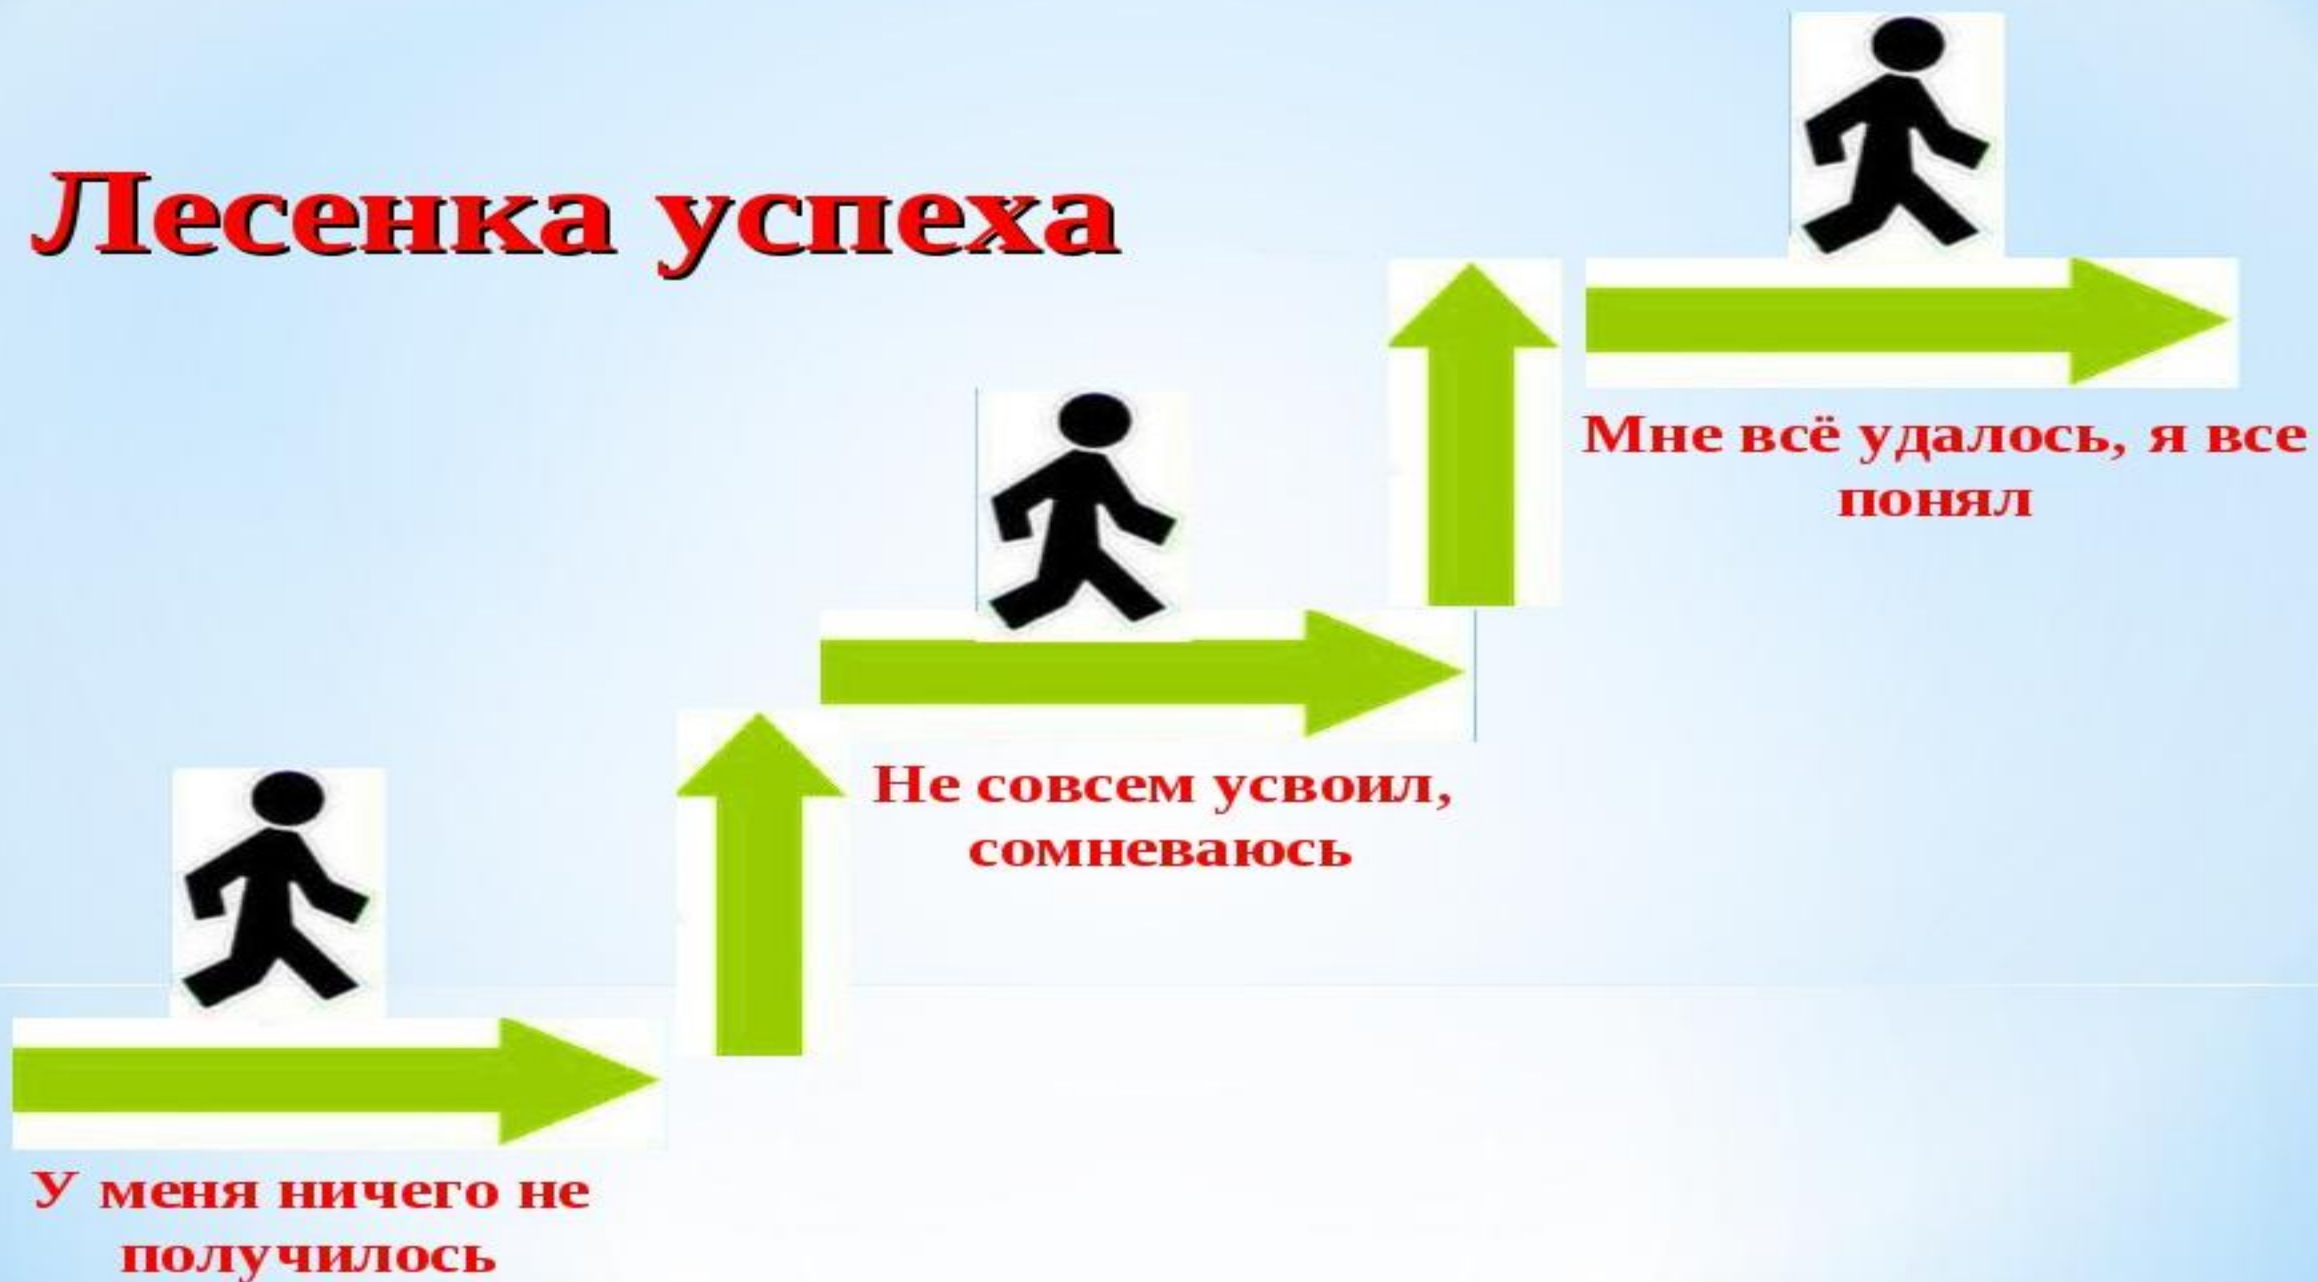 Лесенка успеха
Мне всё удалось, я все
понял
Не совсем усвоил,
сомневаюсь
У меня ничего не
получилось